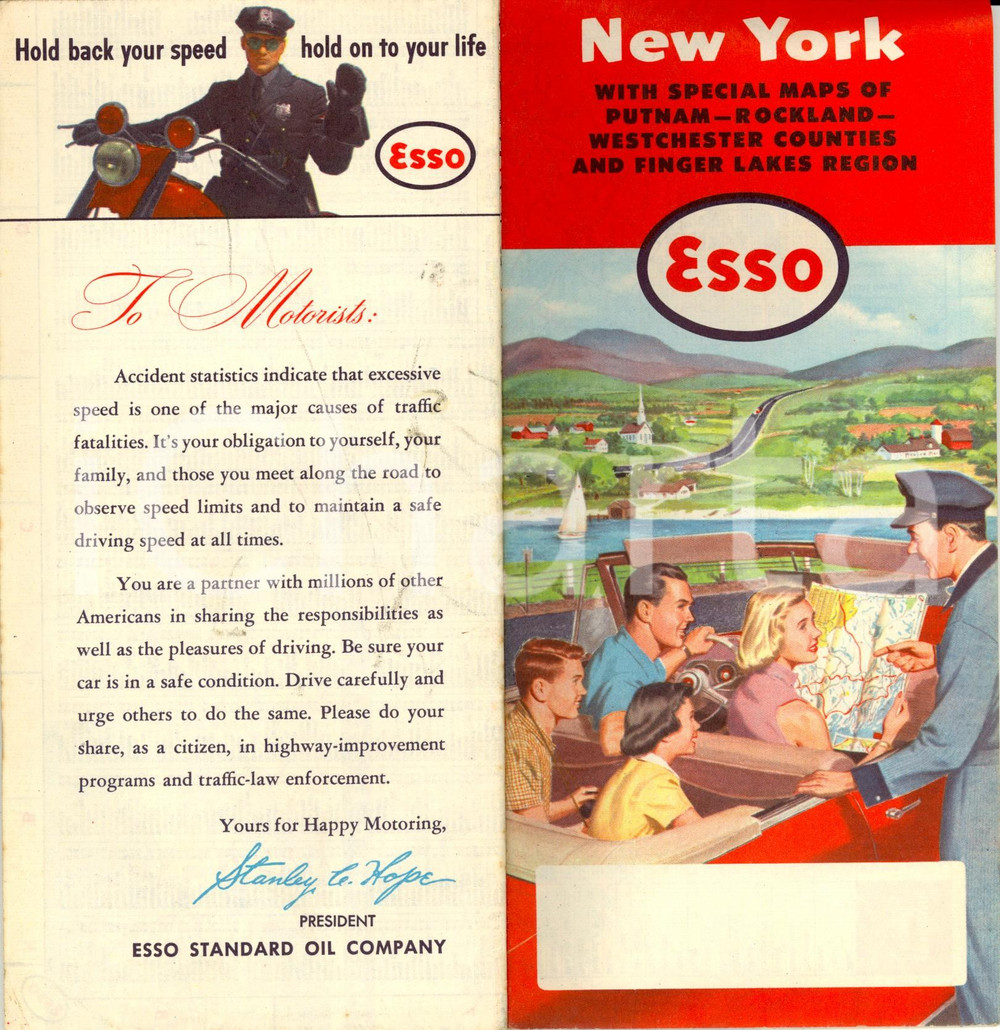 Hold back your speed hold on to your life
Esso
To Motorists:
Accident statistics indicate that excessive
speed is one of the major causes of traffic
fatalities. It's your obligation to yourself, your
family, and those you meet along the road to
observe speed limits and to maintain a safe
driving speed at all times.
You are a partner with millions of other
Americans in sharing the responsibilities as
well as the pleasures of driving. Be sure your
car is in a safe condition. Drive carefully and
urge others to do the same. Please do your
share, as a citizen, in highway-improvement
programs and traffic-law enforcement.
Yours for Happy Motoring,
Stanley C. Hope
PRESIDENT
ESSO STANDARD OIL COMPANY
New York
WITH SPECIAL MAPS OF
PUTNAM—ROCKLAND—
WESTCHESTER COUNTIES
AND FINGER LAKES REGION
Esso